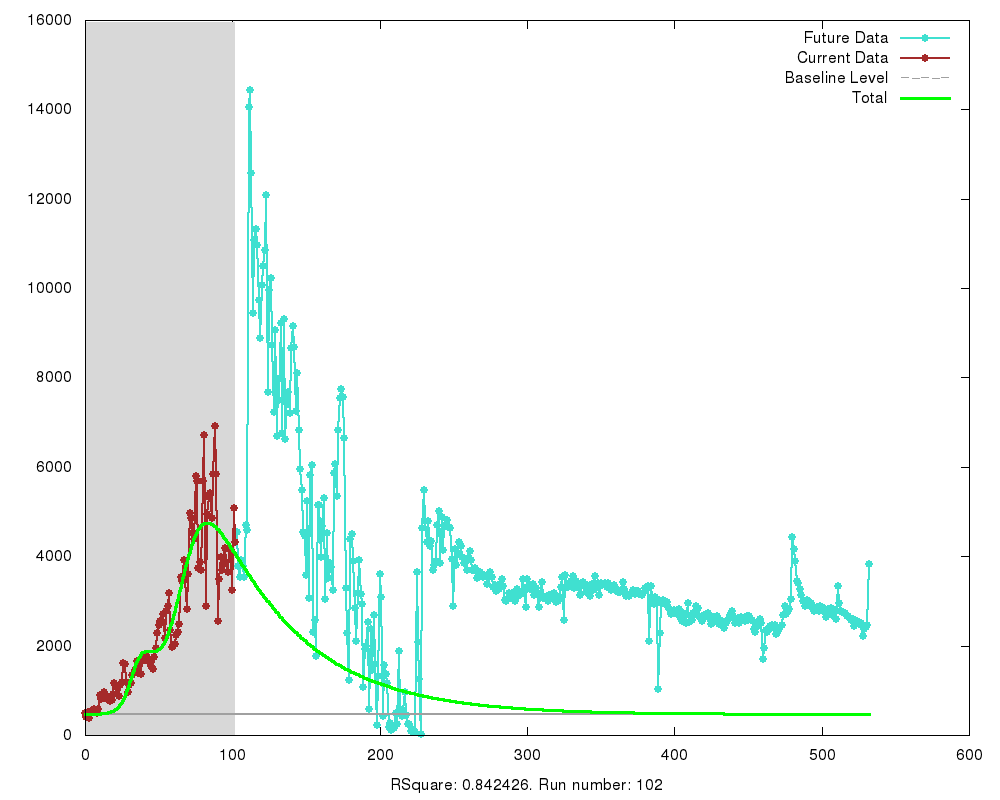 16000
14000
12000
10000
8000
6000
4000
2000
0
Future Data
Current Data
Baseline Level
Total
0 100 200 300 400 500 600
RSquare: 0.842426. Run number: 102